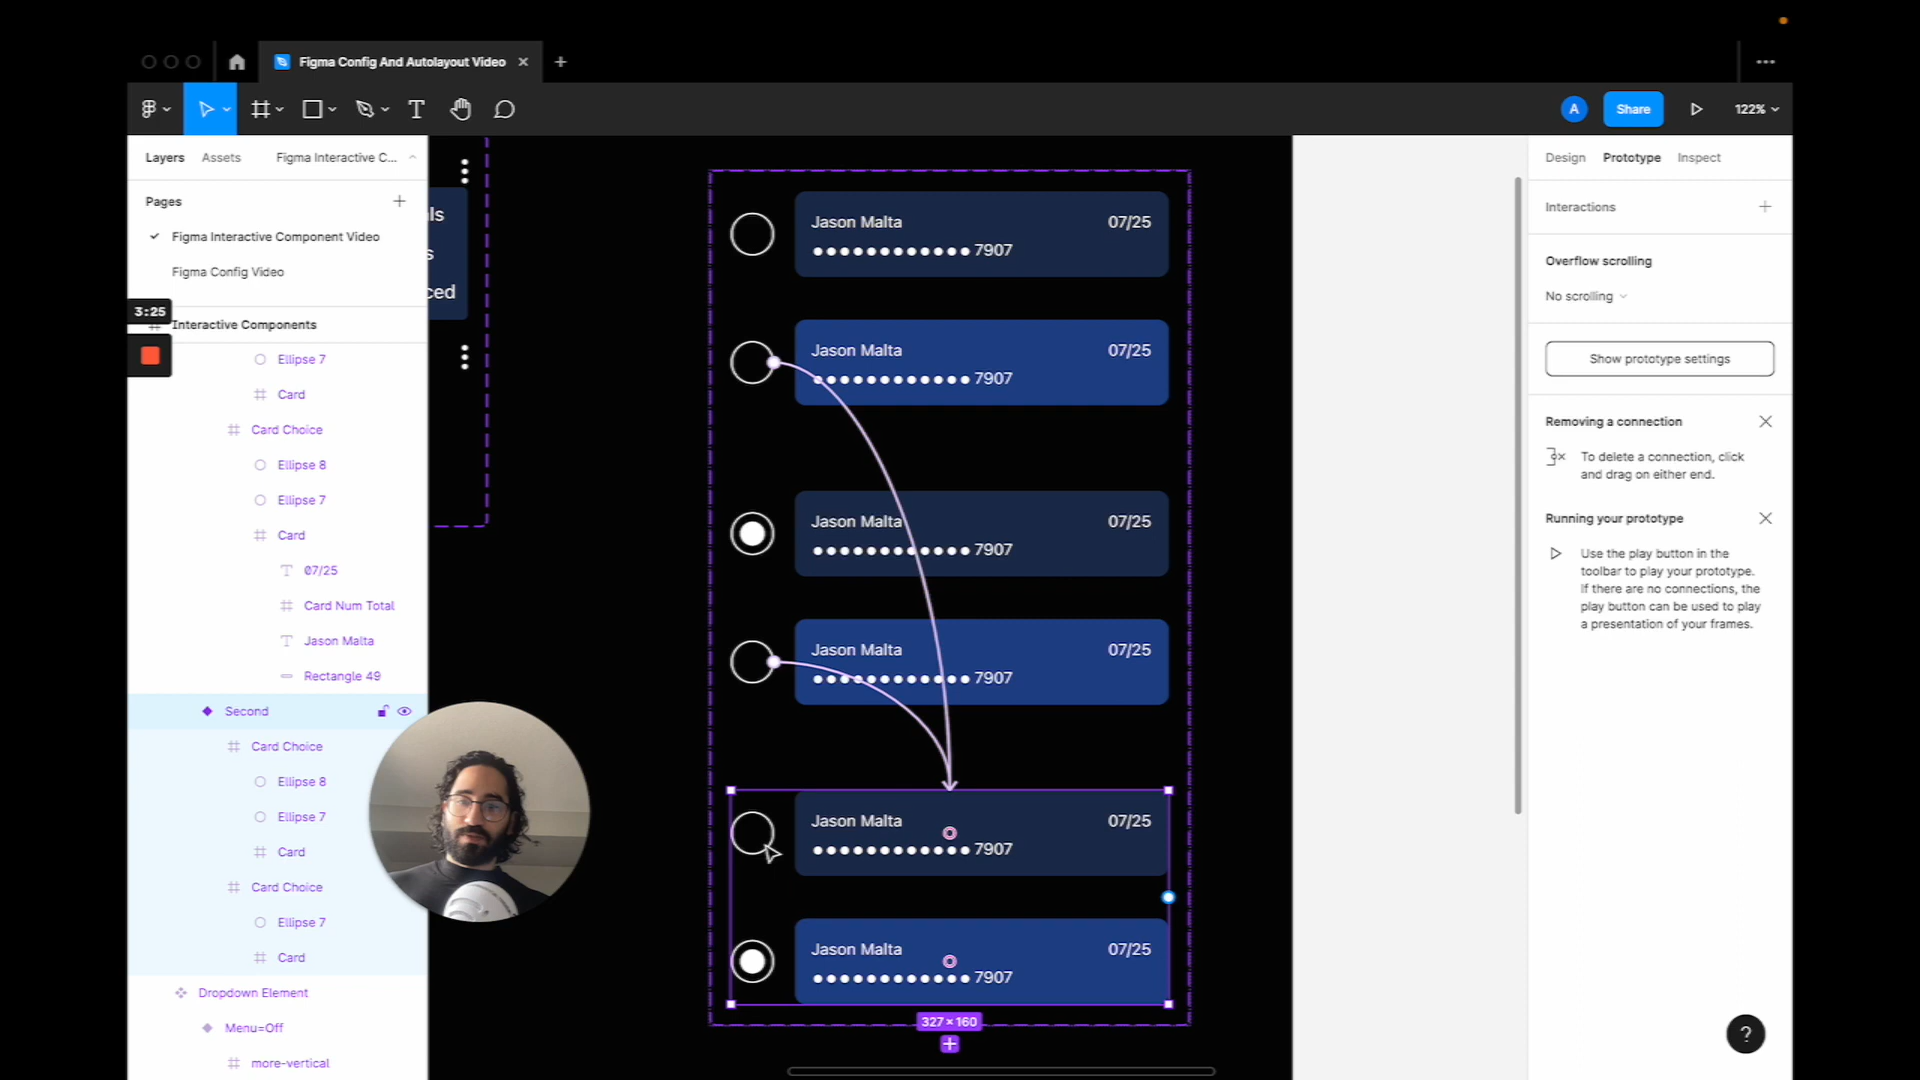 Figma Config And Autolayout Video
A
Share
122%
Layers
Assets
Figma Interactive C...
Pages
Figma Interactive Component Video
Figma Config Video
3:25
Interactive Components
Ellipse 7
Card
Card Choice
Ellipse 8
Ellipse 7
Card
07/25
Card Num Total
Jason Malta
Rectangle 49
Second
Card Choice
Ellipse 8
Ellipse 7
Card
Card Choice
Ellipse 7
Card
Dropdown Element
Menu=Off
more-vertical
ls
s
ced
Jason Malta 07/25
●●●●●●●●●●●● 7907
Jason Malta 07/25
●●●●●●●●●●●● 7907
Jason Malta 07/25
●●●●●●●●●●●● 7907
Jason Malta 07/25
●●●●●●●●●●●● 7907
Jason Malta 07/25
●●●●●●●●●●●● 7907
Jason Malta 07/25
●●●●●●●●●●●● 7907
327 × 160
Design
Prototype
Inspect
Interactions
Overflow scrolling
No scrolling
Show prototype settings
Removing a connection
To delete a connection, click
and drag on either end.
Running your prototype
Use the play button in the
toolbar to play your prototype.
If there are no connections, the
play button can be used to play
a presentation of your frames.
?